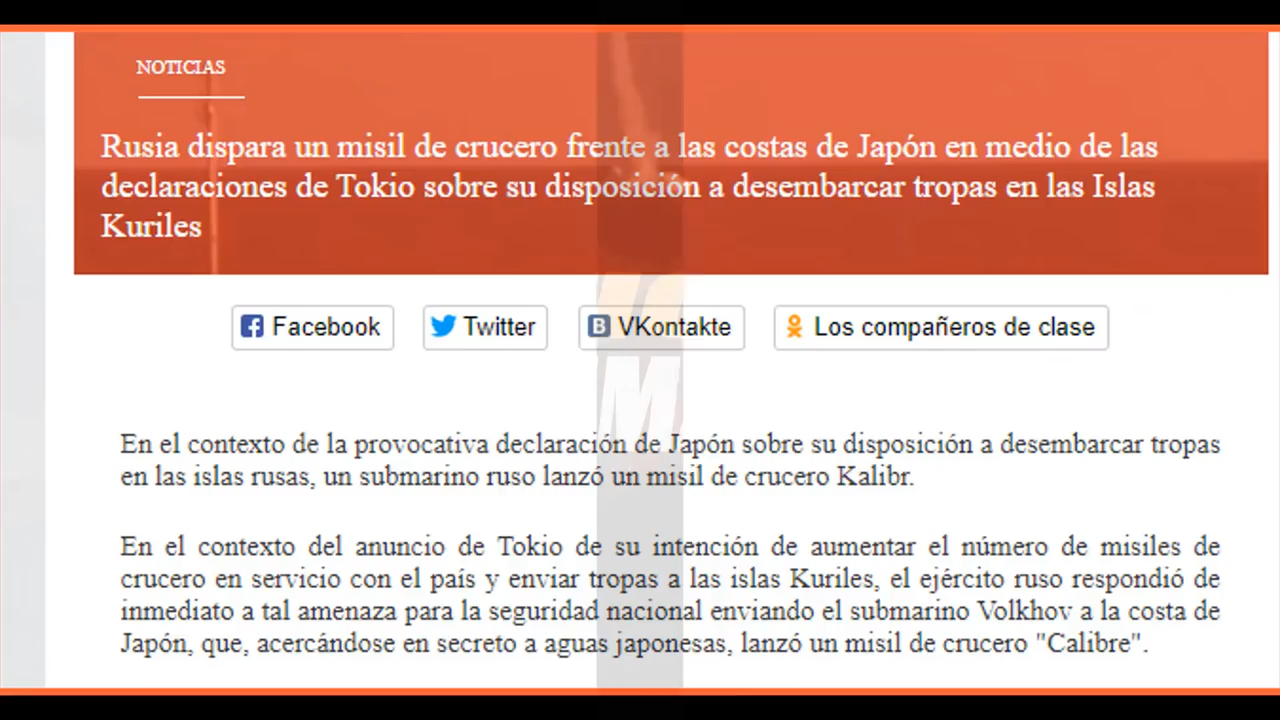 NOTICIAS
Rusia dispara un misil de crucero frente a las costas de Japón en medio de las
declaraciones de Tokio sobre su disposición a desembarcar tropas en las Islas
Kuriles
Facebook
Twitter
VKontakte
Los compañeros de clase
M
En el contexto de la provocativa declaración de Japón sobre su disposición a desembarcar tropas
en las islas rusas, un submarino ruso lanzó un misil de crucero Kalibr.
En el contexto del anuncio de Tokio de su intención de aumentar el número de misiles de
crucero en servicio con el país y enviar tropas a las islas Kuriles, el ejército ruso respondió de
inmediato a tal amenaza para la seguridad nacional enviando el submarino Volkhov a la costa de
Japón, que, acercándose en secreto a aguas japonesas, lanzó un misil de crucero "Calibre".